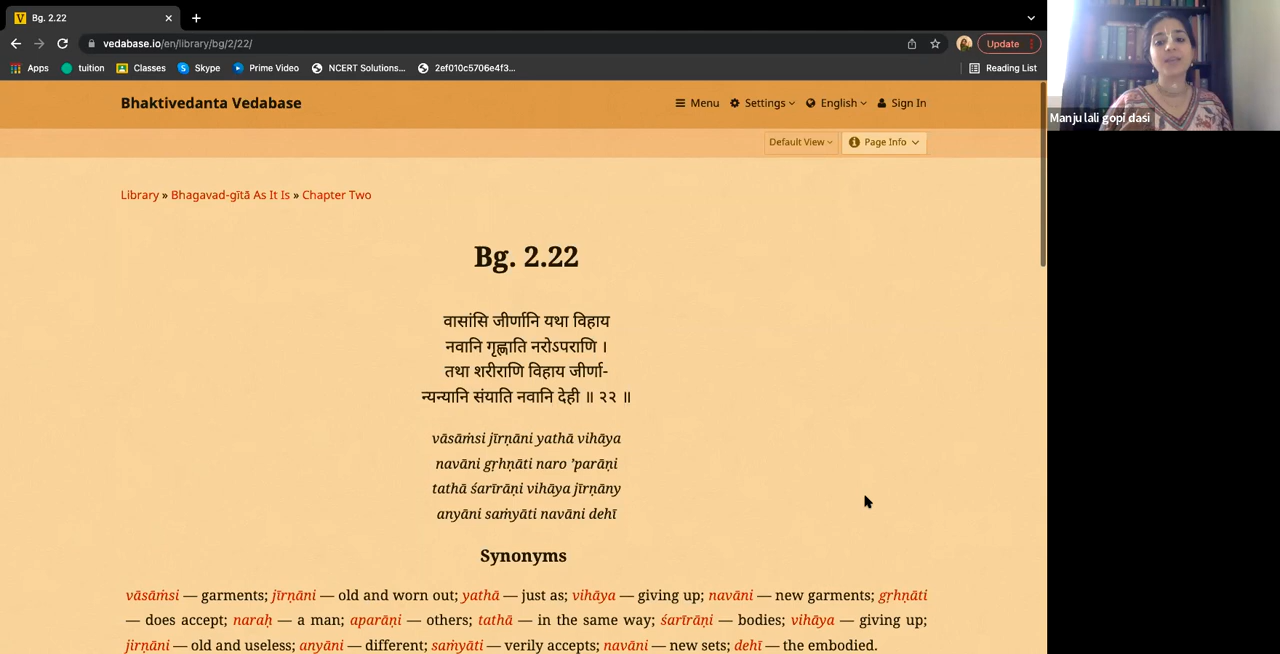 Bg. 2.22
vedabase.io/en/library/bg/2/22/
Update
Apps tuition Classes Skype Prime Video NCERT Solutions... 2ef010c5706e4f3... Reading List
Bhaktivedanta Vedabase Menu Settings English Sign In
Default View Page Info
Library » Bhagavad-gītā As It Is » Chapter Two
Bg. 2.22
वासांसि जीर्णानि यथा विहाय
नवानि गृह्णाति नरोऽपराणि ।
तथा शरीराणि विहाय जीर्णा-
न्यन्यानि संयाति नवानि देही ॥ २२ ॥
vāsāṁsi jīrṇāni yathā vihāya
navāni gṛhṇāti naro ’parāṇi
tathā śarīrāṇi vihāya jīrṇāny
anyāni saṁyāti navāni dehī
Synonyms
vāsāṁsi — garments; jīrṇāni — old and worn out; yathā — just as; vihāya — giving up; navāni — new garments; gṛhṇāti
— does accept; naraḥ — a man; aparāṇi — others; tathā — in the same way; śarīrāṇi — bodies; vihāya — giving up;
jirṇāni — old and useless; anyāni — different; saṁyāti — verily accepts; navāni — new sets; dehī — the embodied.
Manju lali gopi dasi